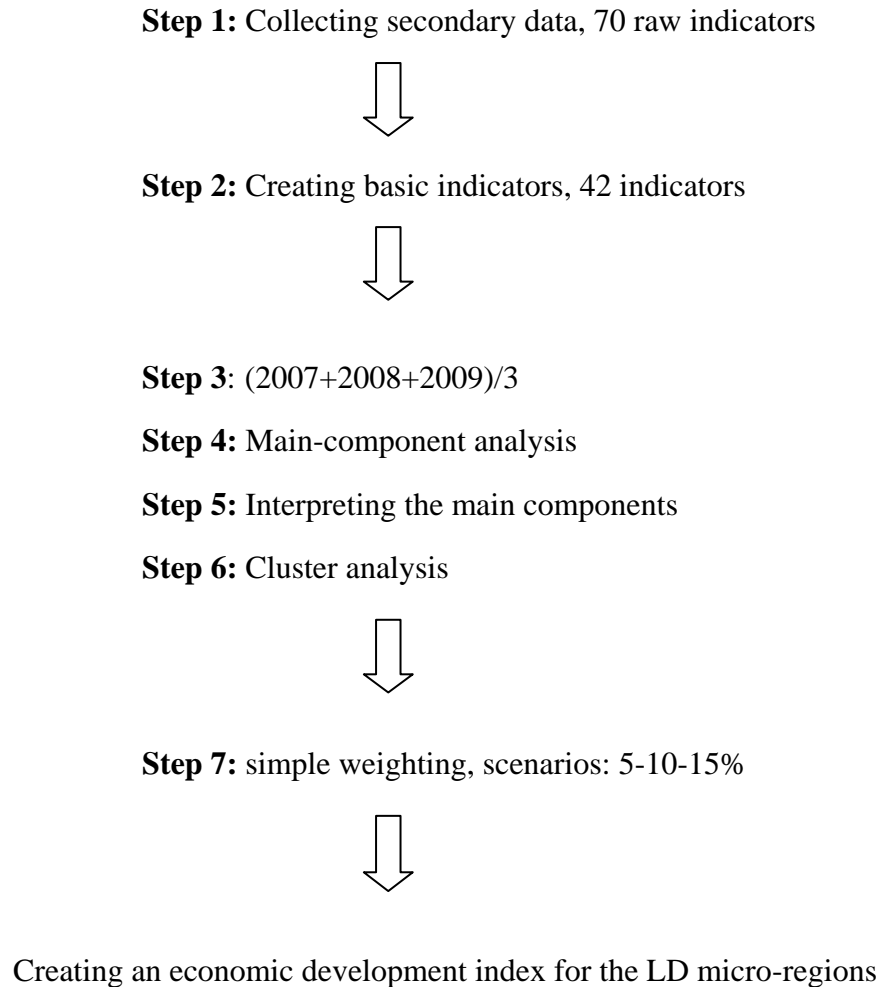 Step 1: Collecting secondary data, 70 raw indicators
Step 2: Creating basic indicators, 42 indicators
Step 3: (2007+2008+2009)/3
Step 4: Main-component analysis
Step 5: Interpreting the main components
Step 6: Cluster analysis
Step 7: simple weighting, scenarios: 5-10-15%
Creating an economic development index for the LD micro-regions